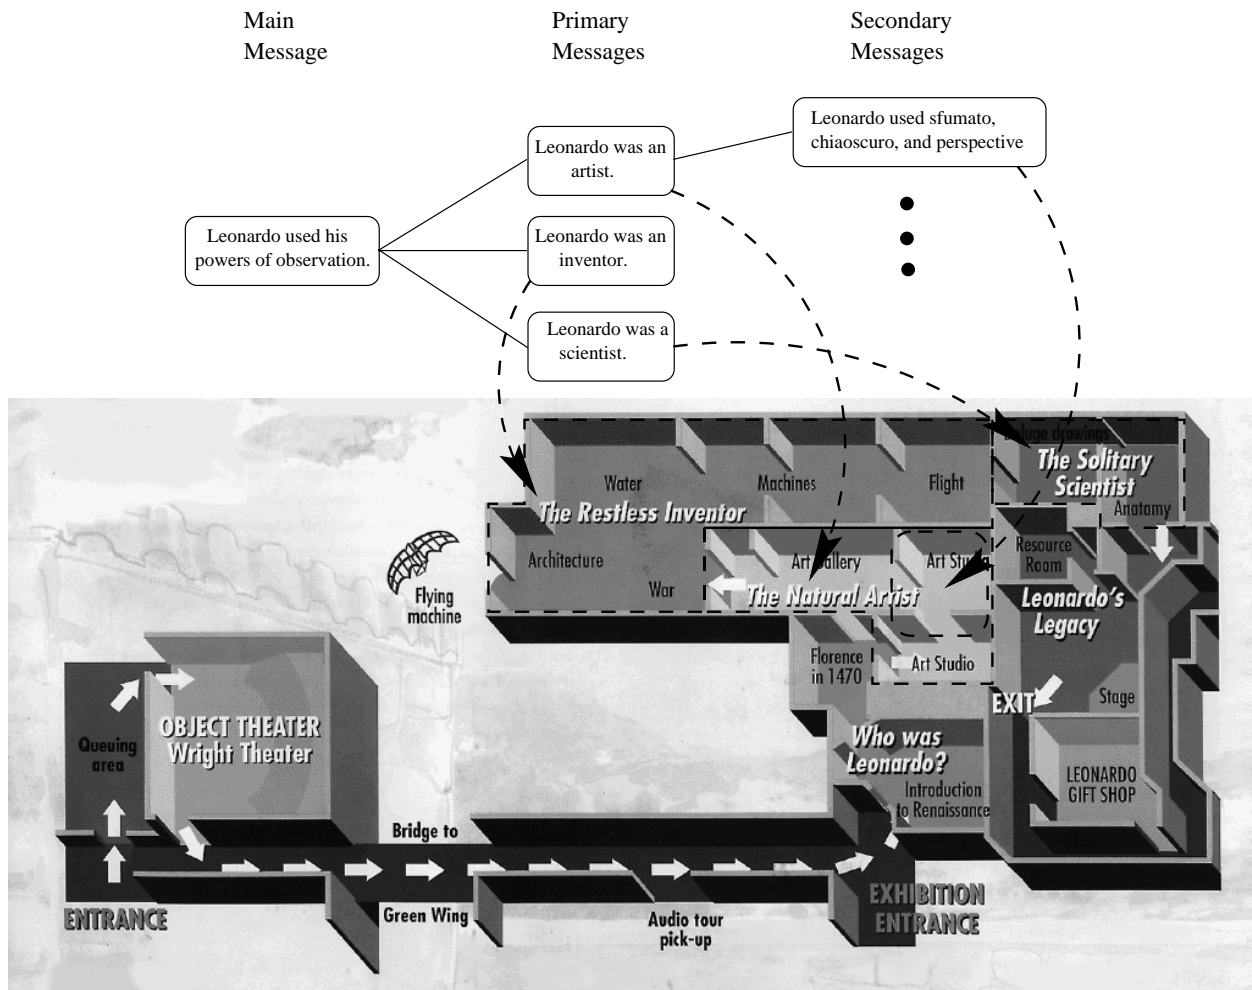 Main
Message
Primary
Messages
Secondary
Messages
Leonardo used sfumato,
chiaoscuro, and perspective
Leonardo was an
artist.
Leonardo used his
powers of observation.
Leonardo was an
inventor.
Leonardo was a
scientist.
Deluge drawings
The Solitary
Scientist
Anatomy
Water
Machines
Flight
The Restless Inventor
Architecture
War
Art Gallery
Art Studio
The Natural Artist
Resource
Room
Leonardo's
Legacy
Flying
machine
Florence
in 1470
Art Studio
EXIT
Stage
OBJECT THEATER
Wright Theater
Queuing
area
Who was
Leonardo?
Introduction
to Renaissance
LEONARDO
GIFT SHOP
Bridge to
Green Wing
ENTRANCE
Audio tour
pick-up
EXHIBITION
ENTRANCE